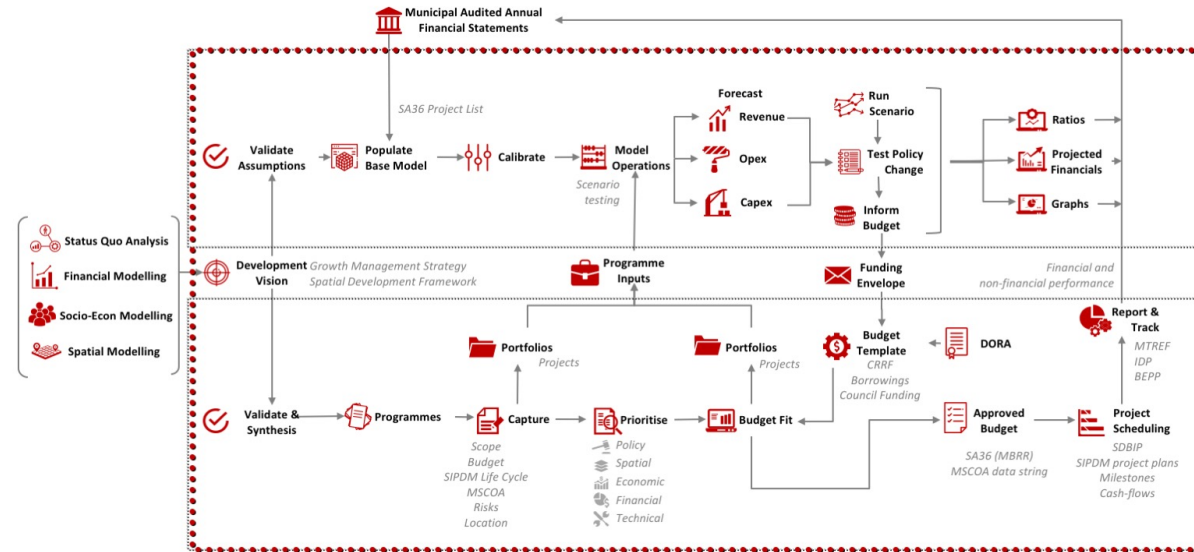 Municipal Audited Annual
Financial Statements
SA36 Project List
Validate
Assumptions
Populate
Base Model
Calibrate
Model
Operations
Scenario
testing
Forecast
Revenue
Opex
Capex
Run
Scenario
Test Policy
Change
Inform
Budget
Ratios
Projected
Financials
Graphs
Status Quo Analysis
Financial Modelling
Socio-Econ Modelling
Spatial Modelling
Development
Vision
Growth Management Strategy
Spatial Development Framework
Programme
Inputs
Funding
Envelope
Financial and
non-financial performance
Portfolios
Projects
Portfolios
Projects
Budget
Template
CRRF
Borrowings
Council Funding
DORA
Report &
Track
MTREF
IDP
BEPP
Validate &
Synthesis
Programmes
Capture
Scope
Budget
SIPDM Life Cycle
MSCOA
Risks
Location
Prioritise
Policy
Spatial
Economic
Financial
Technical
Budget Fit
Approved
Budget
SA36 (MBRR)
MSCOA data string
Project
Scheduling
SDBIP
SIPDM project plans
Milestones
Cash-flows